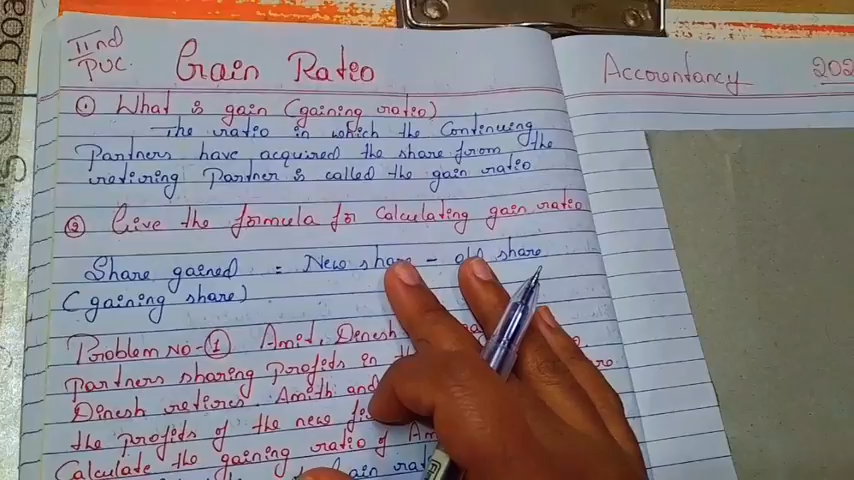 IInd PUC
Gain Ratio
① What is gain (gaining ratio)
The ratio in which the Continuing
Partners have acquired the share from the
retiring Partner is called the gain ratio
② Give the formula for calculating gain ratio
Share gained = New share - old share
(gaining share)
Problem No-① Amit, Dinesh
Partners sharing Profits in
Dinesh retires Amith and
the profits of the new
Calculate the gaining ratio of
Accountancy 202